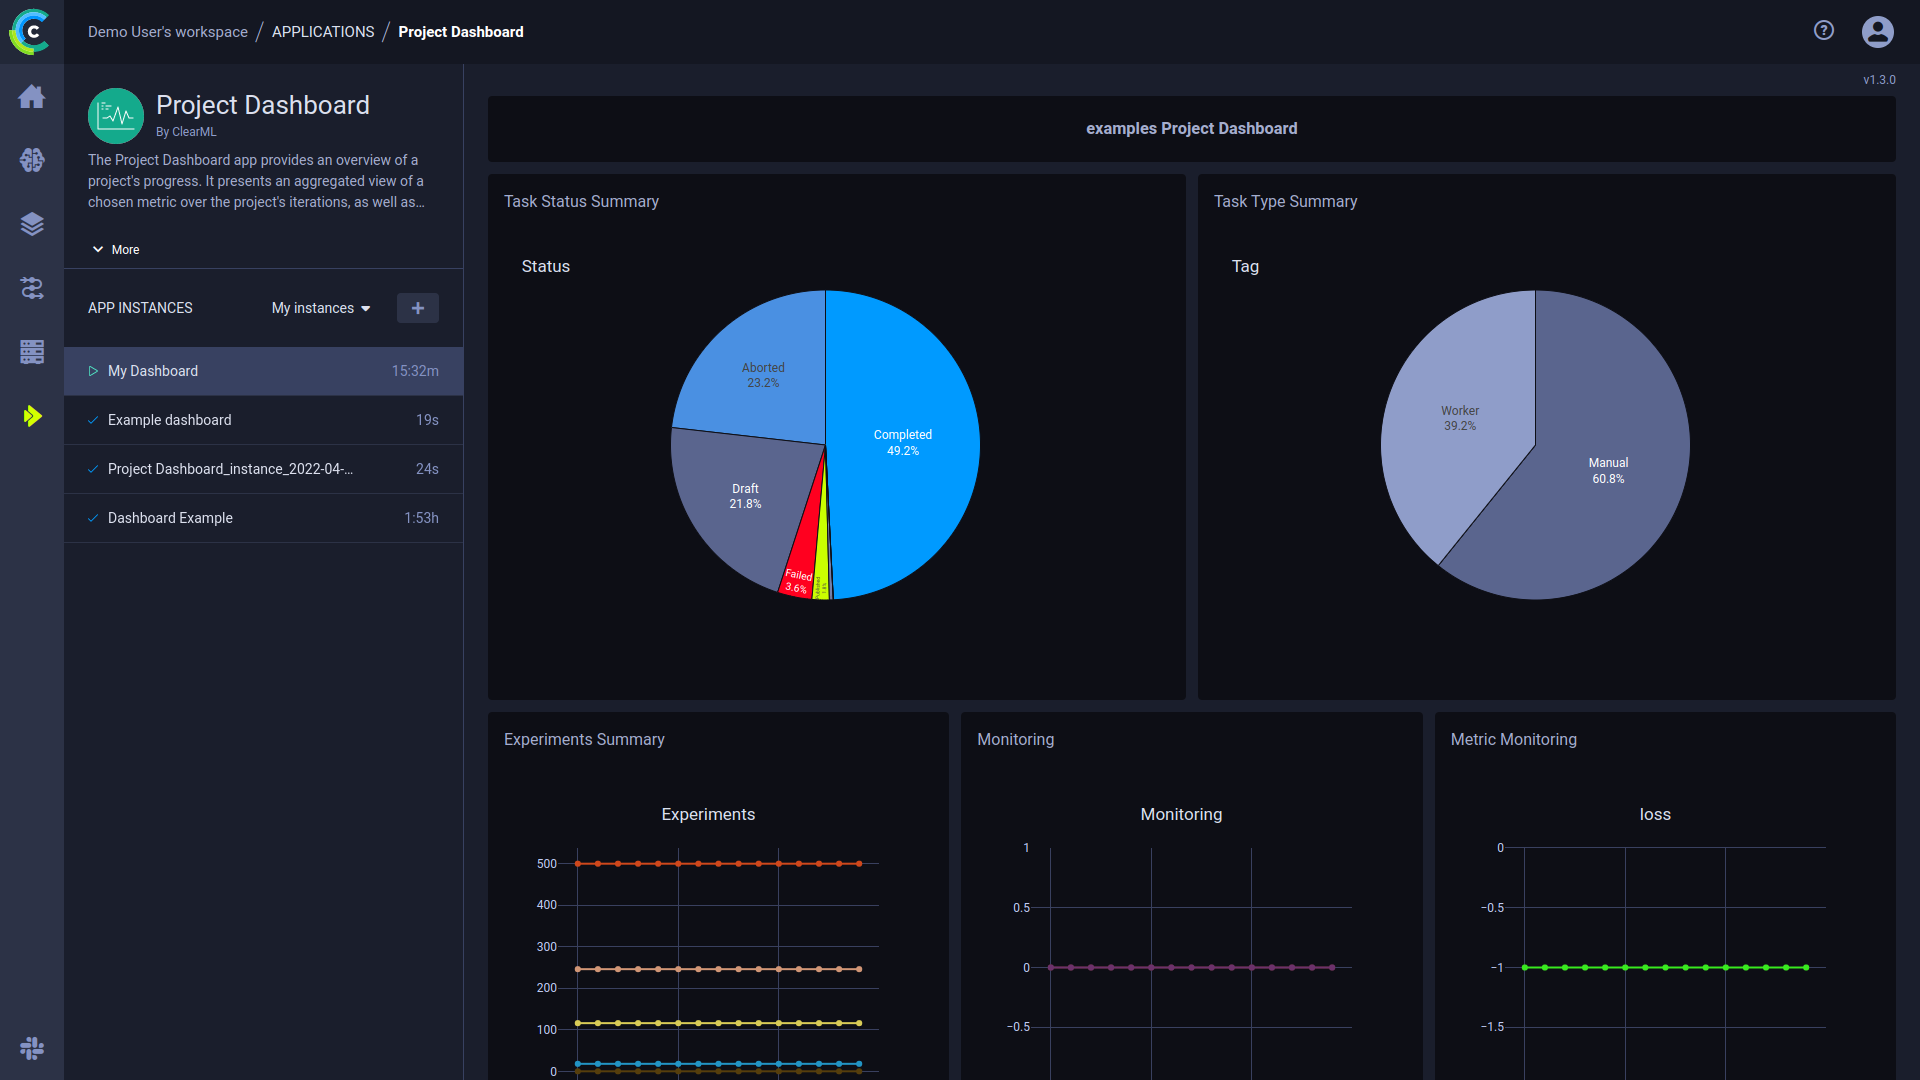 Demo User's workspace / APPLICATIONS / Project Dashboard
?
v1.3.0
Project Dashboard
By ClearML
The Project Dashboard app provides an overview of a
project's progress. It presents an aggregated view of a
chosen metric over the project's iterations, as well as...
More
APP INSTANCES
My instances
+
My Dashboard 15:32m
Example dashboard 19s
Project Dashboard_instance_2022-04-... 24s
Dashboard Example 1:53h
examples Project Dashboard
Task Status Summary
Status
Aborted
23.2%
Completed
49.2%
Draft
21.8%
Failed
3.6%
Task Type Summary
Tag
Worker
39.2%
Manual
60.8%
Experiments Summary
Experiments
500
400
300
200
100
0
Monitoring
Monitoring
1
0.5
0
−0.5
Metric Monitoring
loss
0
−0.5
−1
−1.5